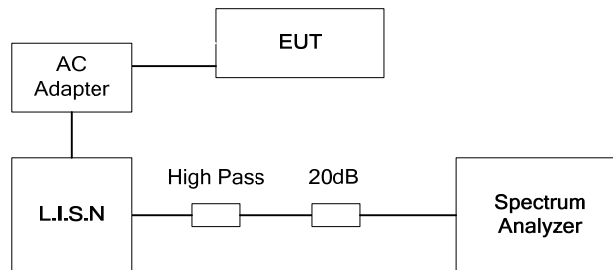 EUT
AC
Adapter
High Pass
20dB
L.I.S.N
Spectrum
Analyzer